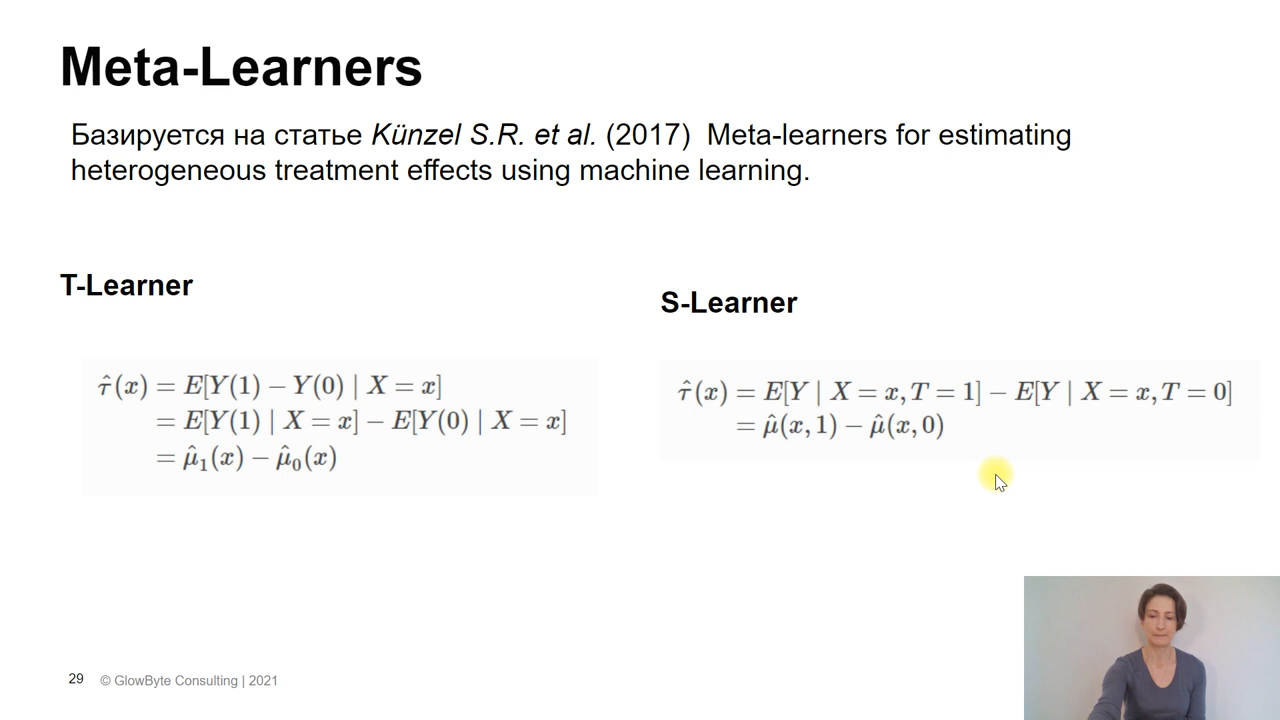 Meta-Learners
Базируется на статье Künzel S.R. et al. (2017) Meta-learners for estimating
heterogeneous treatment effects using machine learning.
T-Learner
τ̂(x) = E[Y(1) − Y(0) | X = x]
= E[Y(1) | X = x] − E[Y(0) | X = x]
= μ̂₁(x) − μ̂₀(x)
S-Learner
τ̂(x) = E[Y | X = x, T = 1] − E[Y | X = x, T = 0]
= μ̂(x, 1) − μ̂(x, 0)
29 © GlowByte Consulting | 2021